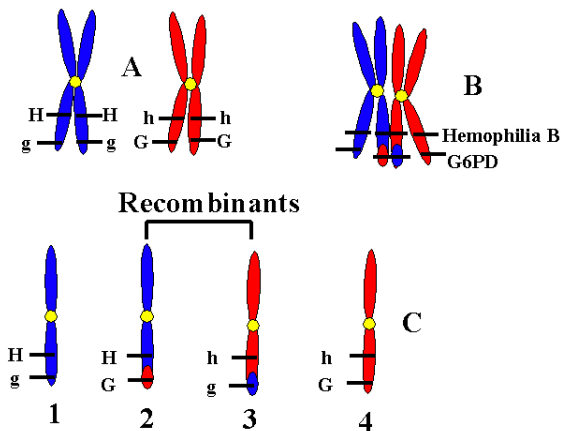 A
B
H H h h
g g G G
Hemophilia B
G6PD
Recombinants
C
H H h h
g G g G
1 2 3 4